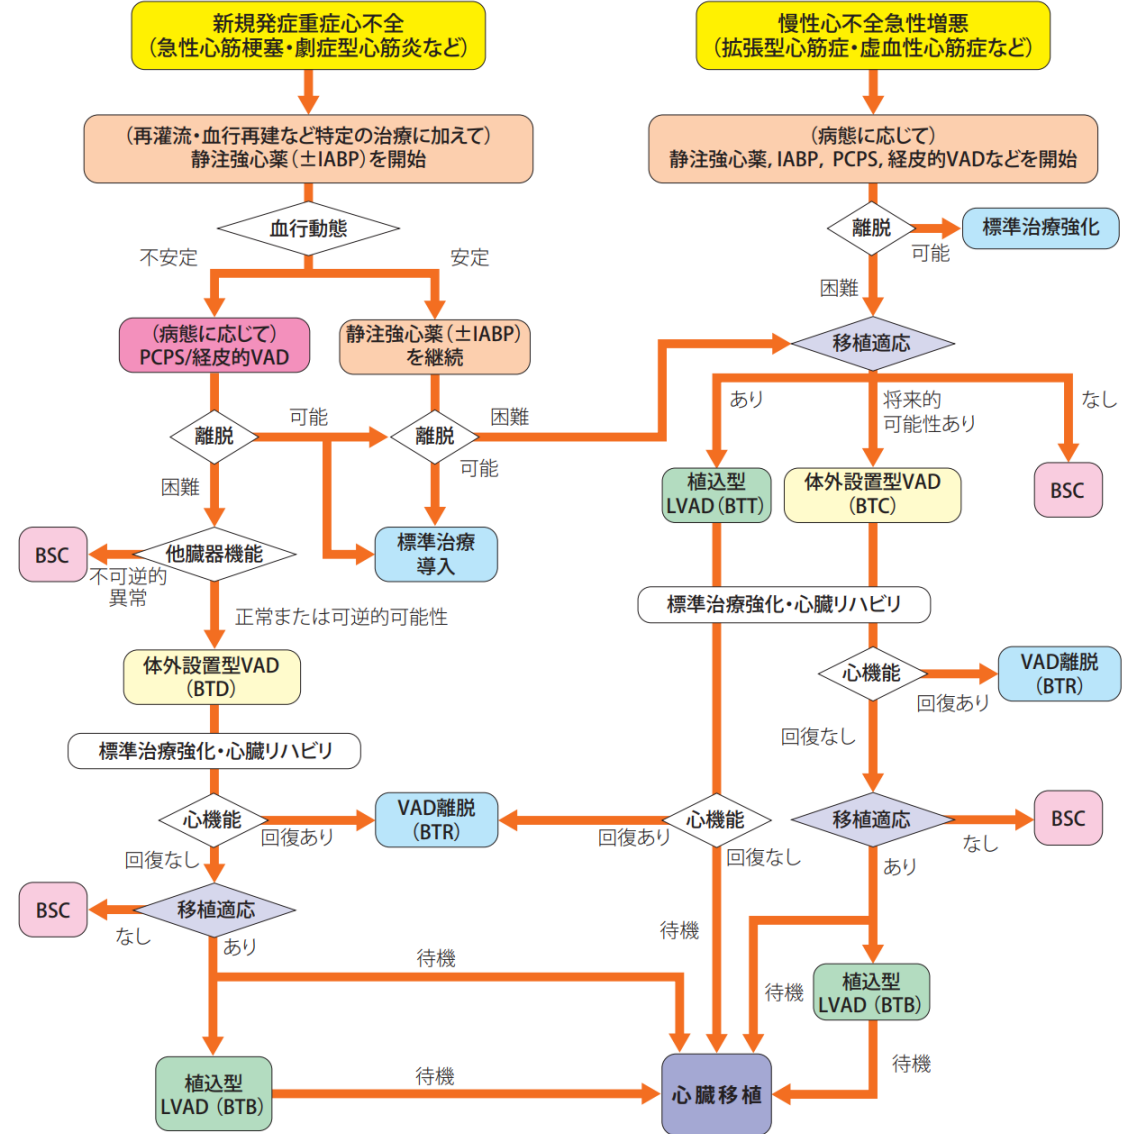 新規発症重症心不全
（急性心筋梗塞・劇症型心筋炎など）
慢性心不全急性増悪
（拡張型心筋症・虚血性心筋症など）
（再灌流・血行再建など特定の治療に加えて）
静注強心薬（±IABP）を開始
（病態に応じて）
静注強心薬, IABP, PCPS, 経皮的VADなどを開始
血行動態
不安定
安定
離脱
可能
標準治療強化
困難
（病態に応じて）
PCPS/経皮的VAD
静注強心薬（±IABP）
を継続
移植適応
あり
将来的
可能性あり
なし
離脱
可能
離脱
困難
可能
困難
植込型
LVAD（BTT）
体外設置型VAD
（BTC）
BSC
BSC
不可逆的
異常
他臓器機能
標準治療
導入
正常または可逆的可能性
標準治療強化・心臓リハビリ
体外設置型VAD
（BTD）
心機能
回復あり
VAD離脱
（BTR）
回復なし
標準治療強化・心臓リハビリ
心機能
回復あり
VAD離脱
（BTR）
回復あり
心機能
回復なし
移植適応
なし
BSC
あり
回復なし
BSC
移植適応
なし
あり
待機
待機
待機
植込型
LVAD（BTB）
待機
植込型
LVAD（BTB）
待機
心臓移植